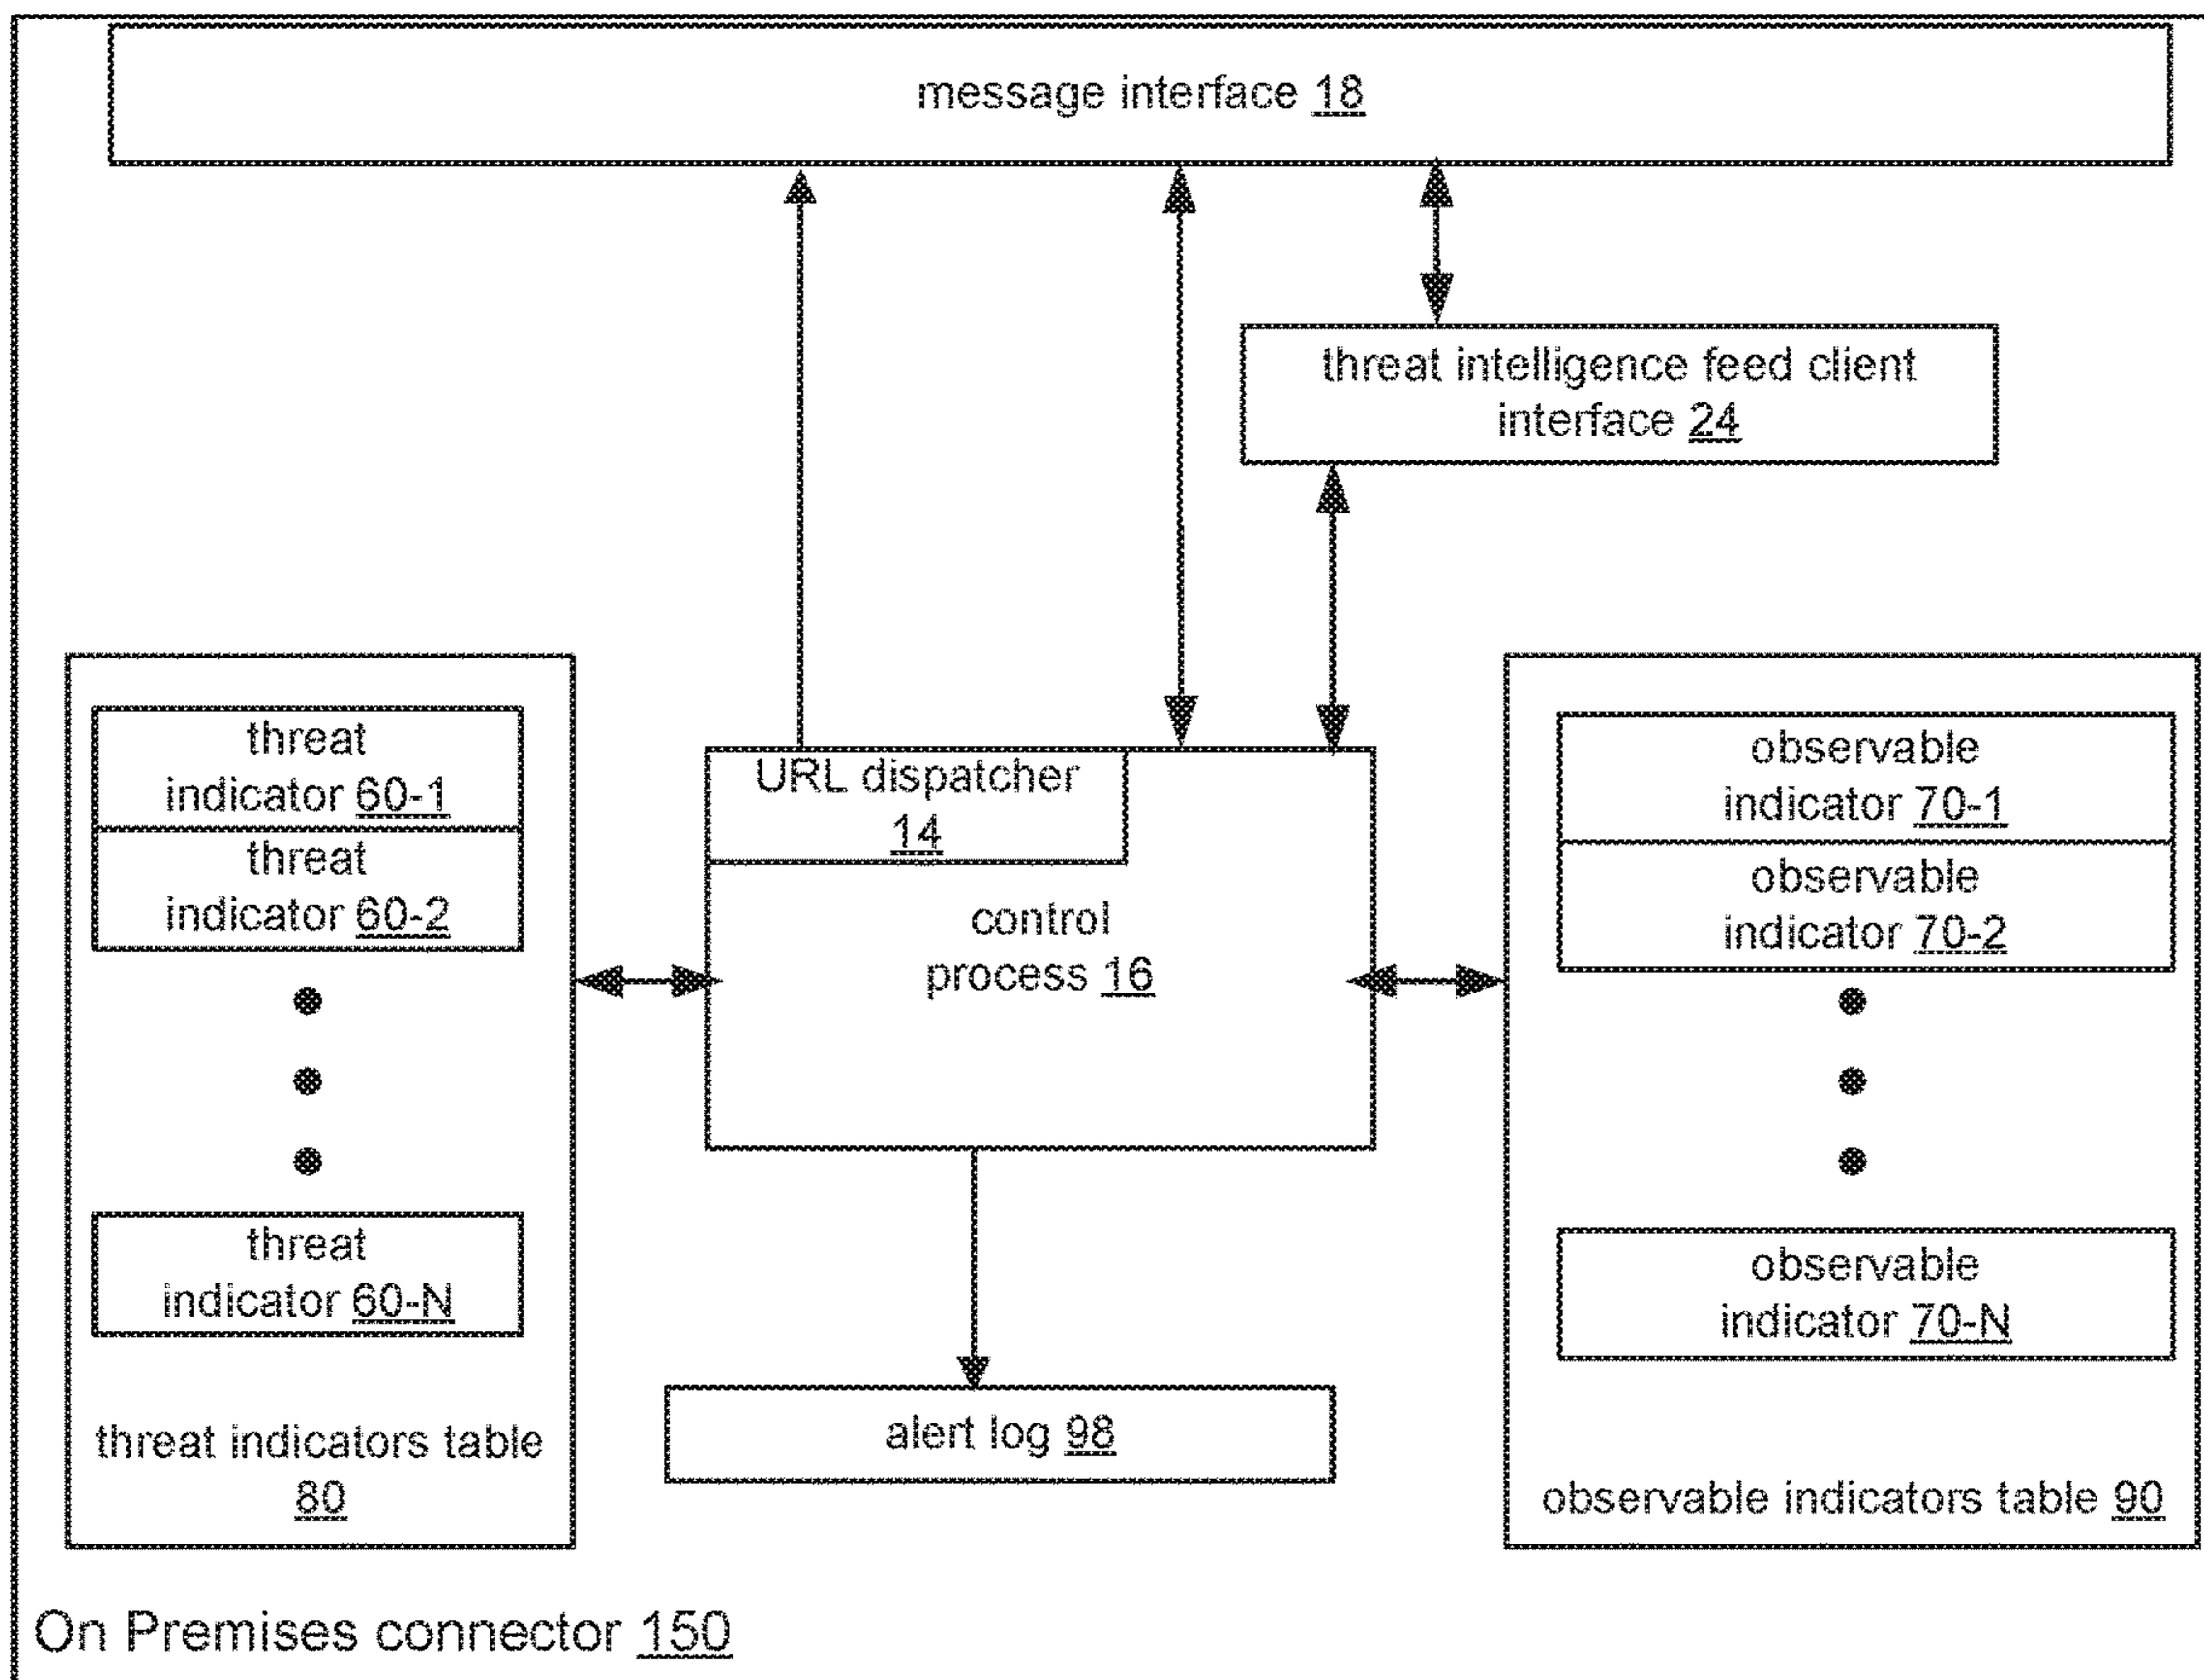 message interface 18
threat intelligence feed client
interface 24
threat
indicator 60-1
threat
indicator 60-2
threat
indicator 60-N
threat indicators table
80
URL dispatcher
14
control
process 16
alert log 98
observable
indicator 70-1
observable
indicator 70-2
observable
indicator 70-N
observable indicators table 90
On Premises connector 150